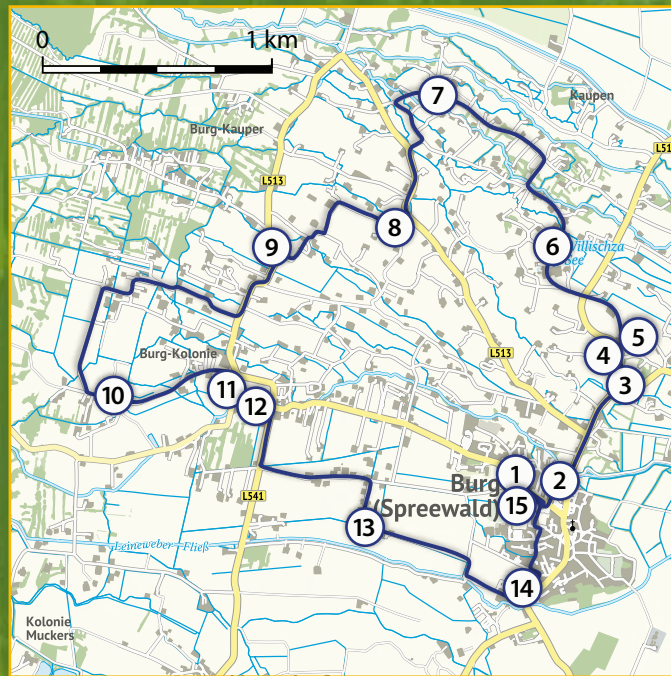 0 1 km
7
Kaupen
Burg-Kauper
L51
L513
8
9
6
Willischza
See
5
4
L513
Burg-Kolonie
3
10
11
12
1
2
Burg
(Spreewald)
15
L541
13
Leineweber-Fließ
14
Kolonie
Muckers